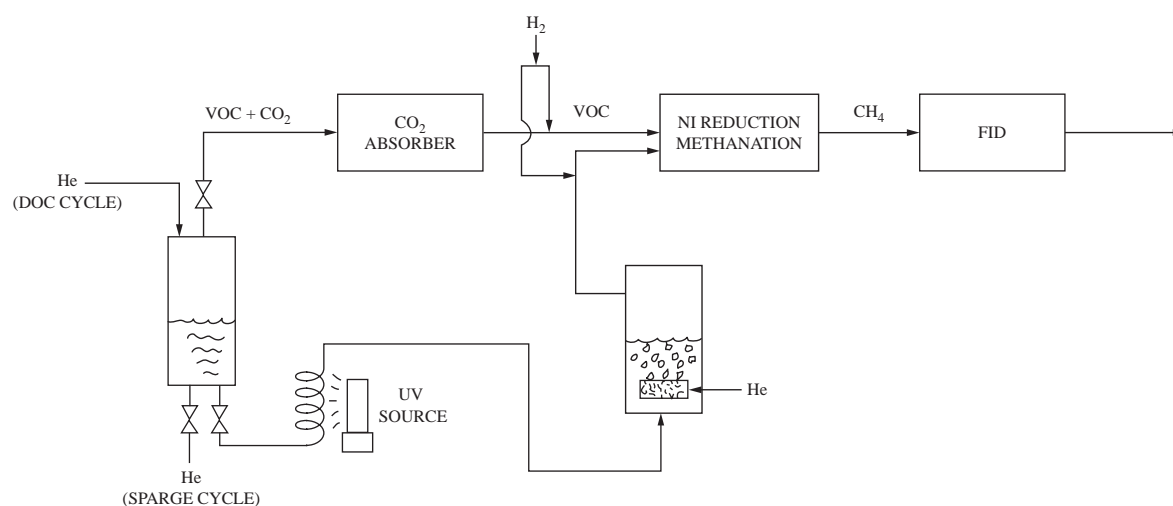 H2
VOC + CO2
CO2
ABSORBER
VOC
NI REDUCTION
METHANATION
CH4
FID
He
(DOC CYCLE)
UV
SOURCE
He
He
(SPARGE CYCLE)